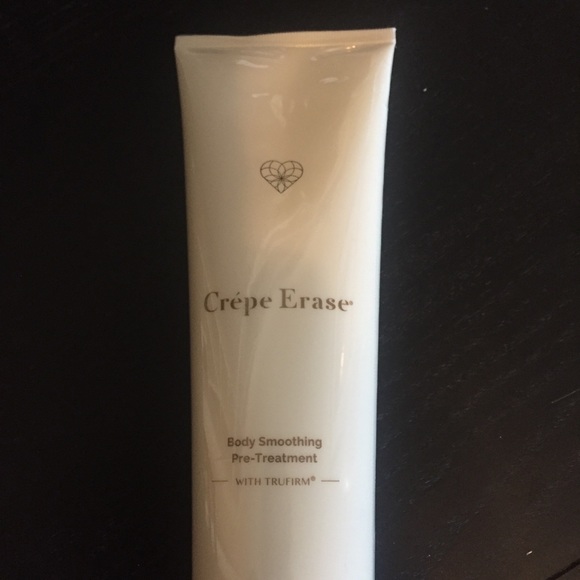 Crépe Erase®
Body Smoothing
Pre-Treatment
WITH TRUFIRM®